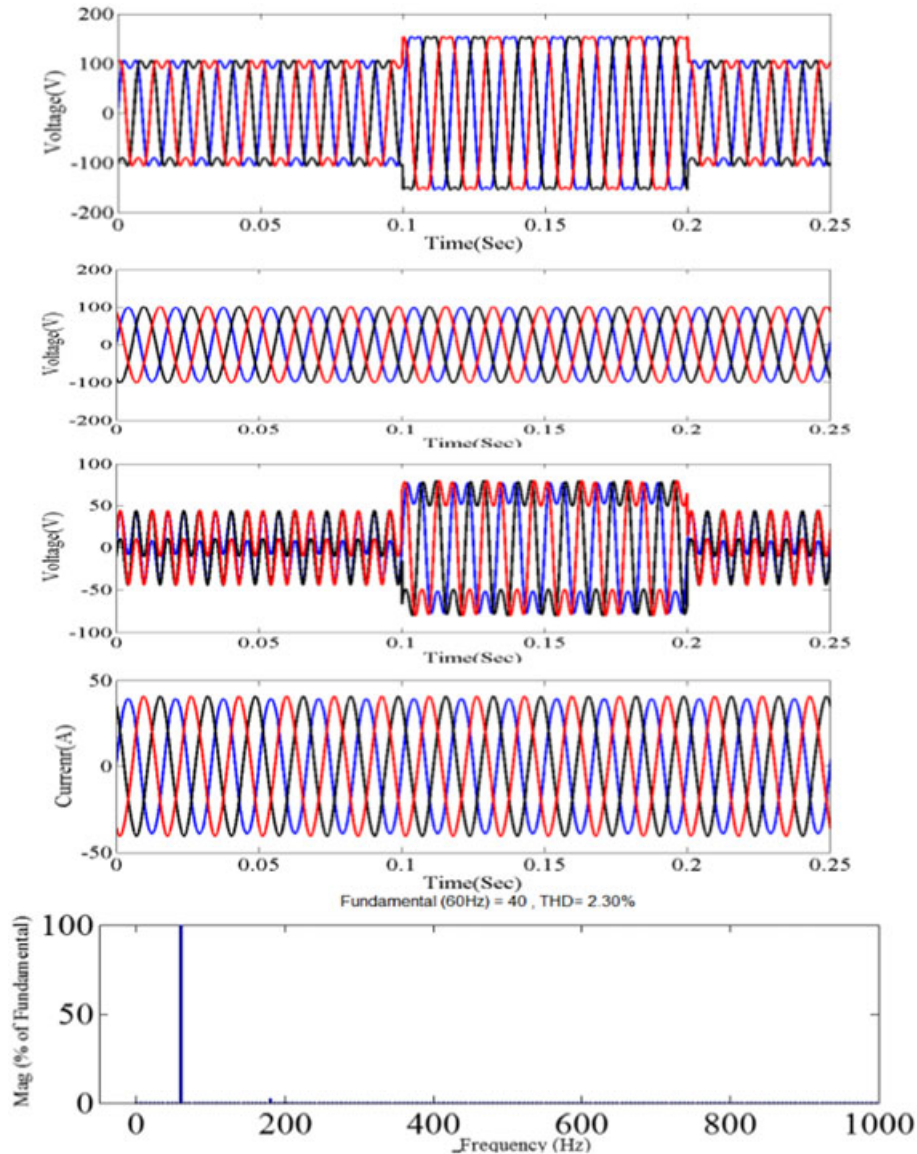 200
100
0
-100
-200
Voltage(V)
0 0.05 0.1 0.15 0.2 0.25
Time(Sec)
200
100
0
-100
-200
Voltage(V)
0 0.05 0.1 0.15 0.2 0.25
Time(Sec)
100
50
0
-50
-100
Voltage(V)
0 0.05 0.1 0.15 0.2 0.25
Time(Sec)
50
0
-50
Currenr(A)
0 0.05 0.1 0.15 0.2 0.25
Time(Sec)
Fundamental (60Hz) = 40 , THD= 2.30%
100
50
0
Mag (% of Fundamental)
0 200 400 600 800 1000
Frequency (Hz)